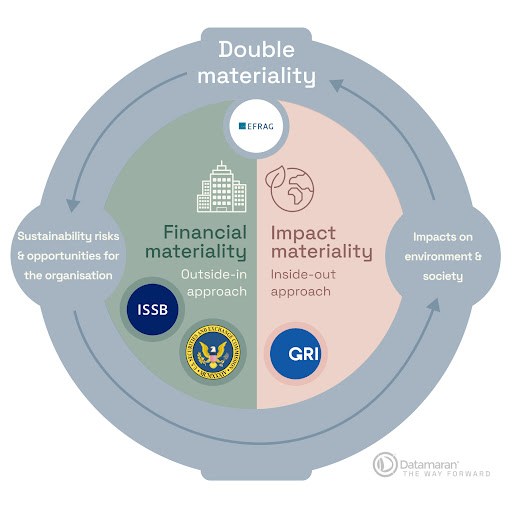 Double
materiality
EFRAG
Financial
materiality
Outside-in
approach
Impact
materiality
Inside-out
approach
Sustainability risks
& opportunities for
the organisation
Impacts on
environment &
society
ISSB
GRI
Datamaran®
THE WAY FORWARD